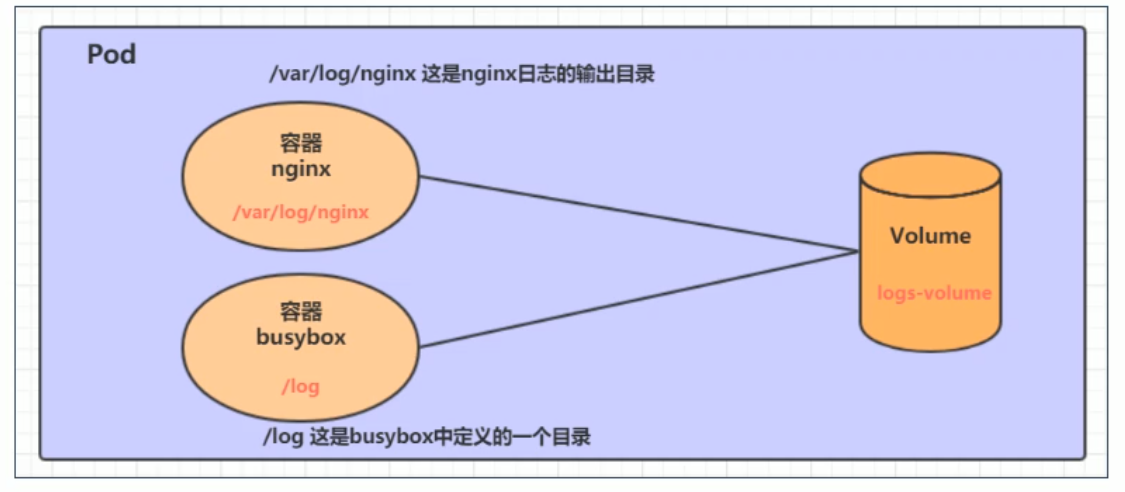 Pod
/var/log/nginx 这是nginx日志的输出目录
容器
nginx
/var/log/nginx
Volume
logs-volume
容器
busybox
/log
/log 这是busybox中定义的一个目录